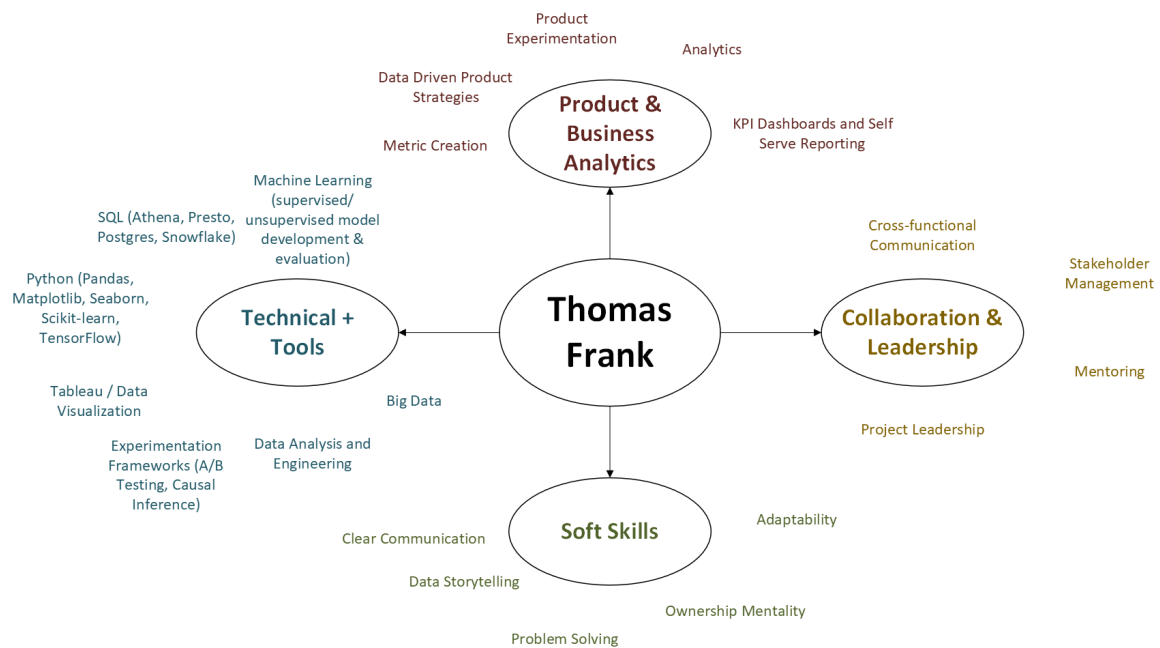 Product
Experimentation
Analytics
Data Driven Product
Strategies
Product &
Business
Analytics
KPI Dashboards and Self
Serve Reporting
Metric Creation
Machine Learning
(supervised/
unsupervised model
development &
evaluation)
SQL (Athena, Presto,
Postgres, Snowflake)
Python (Pandas,
Matplotlib, Seaborn,
Scikit-learn,
TensorFlow)
Technical +
Tools
Tableau / Data
Visualization
Big Data
Experimentation
Frameworks (A/B
Testing, Causal
Inference)
Data Analysis and
Engineering
Thomas
Frank
Cross-functional
Communication
Stakeholder
Management
Collaboration &
Leadership
Mentoring
Project Leadership
Soft Skills
Adaptability
Clear Communication
Data Storytelling
Ownership Mentality
Problem Solving